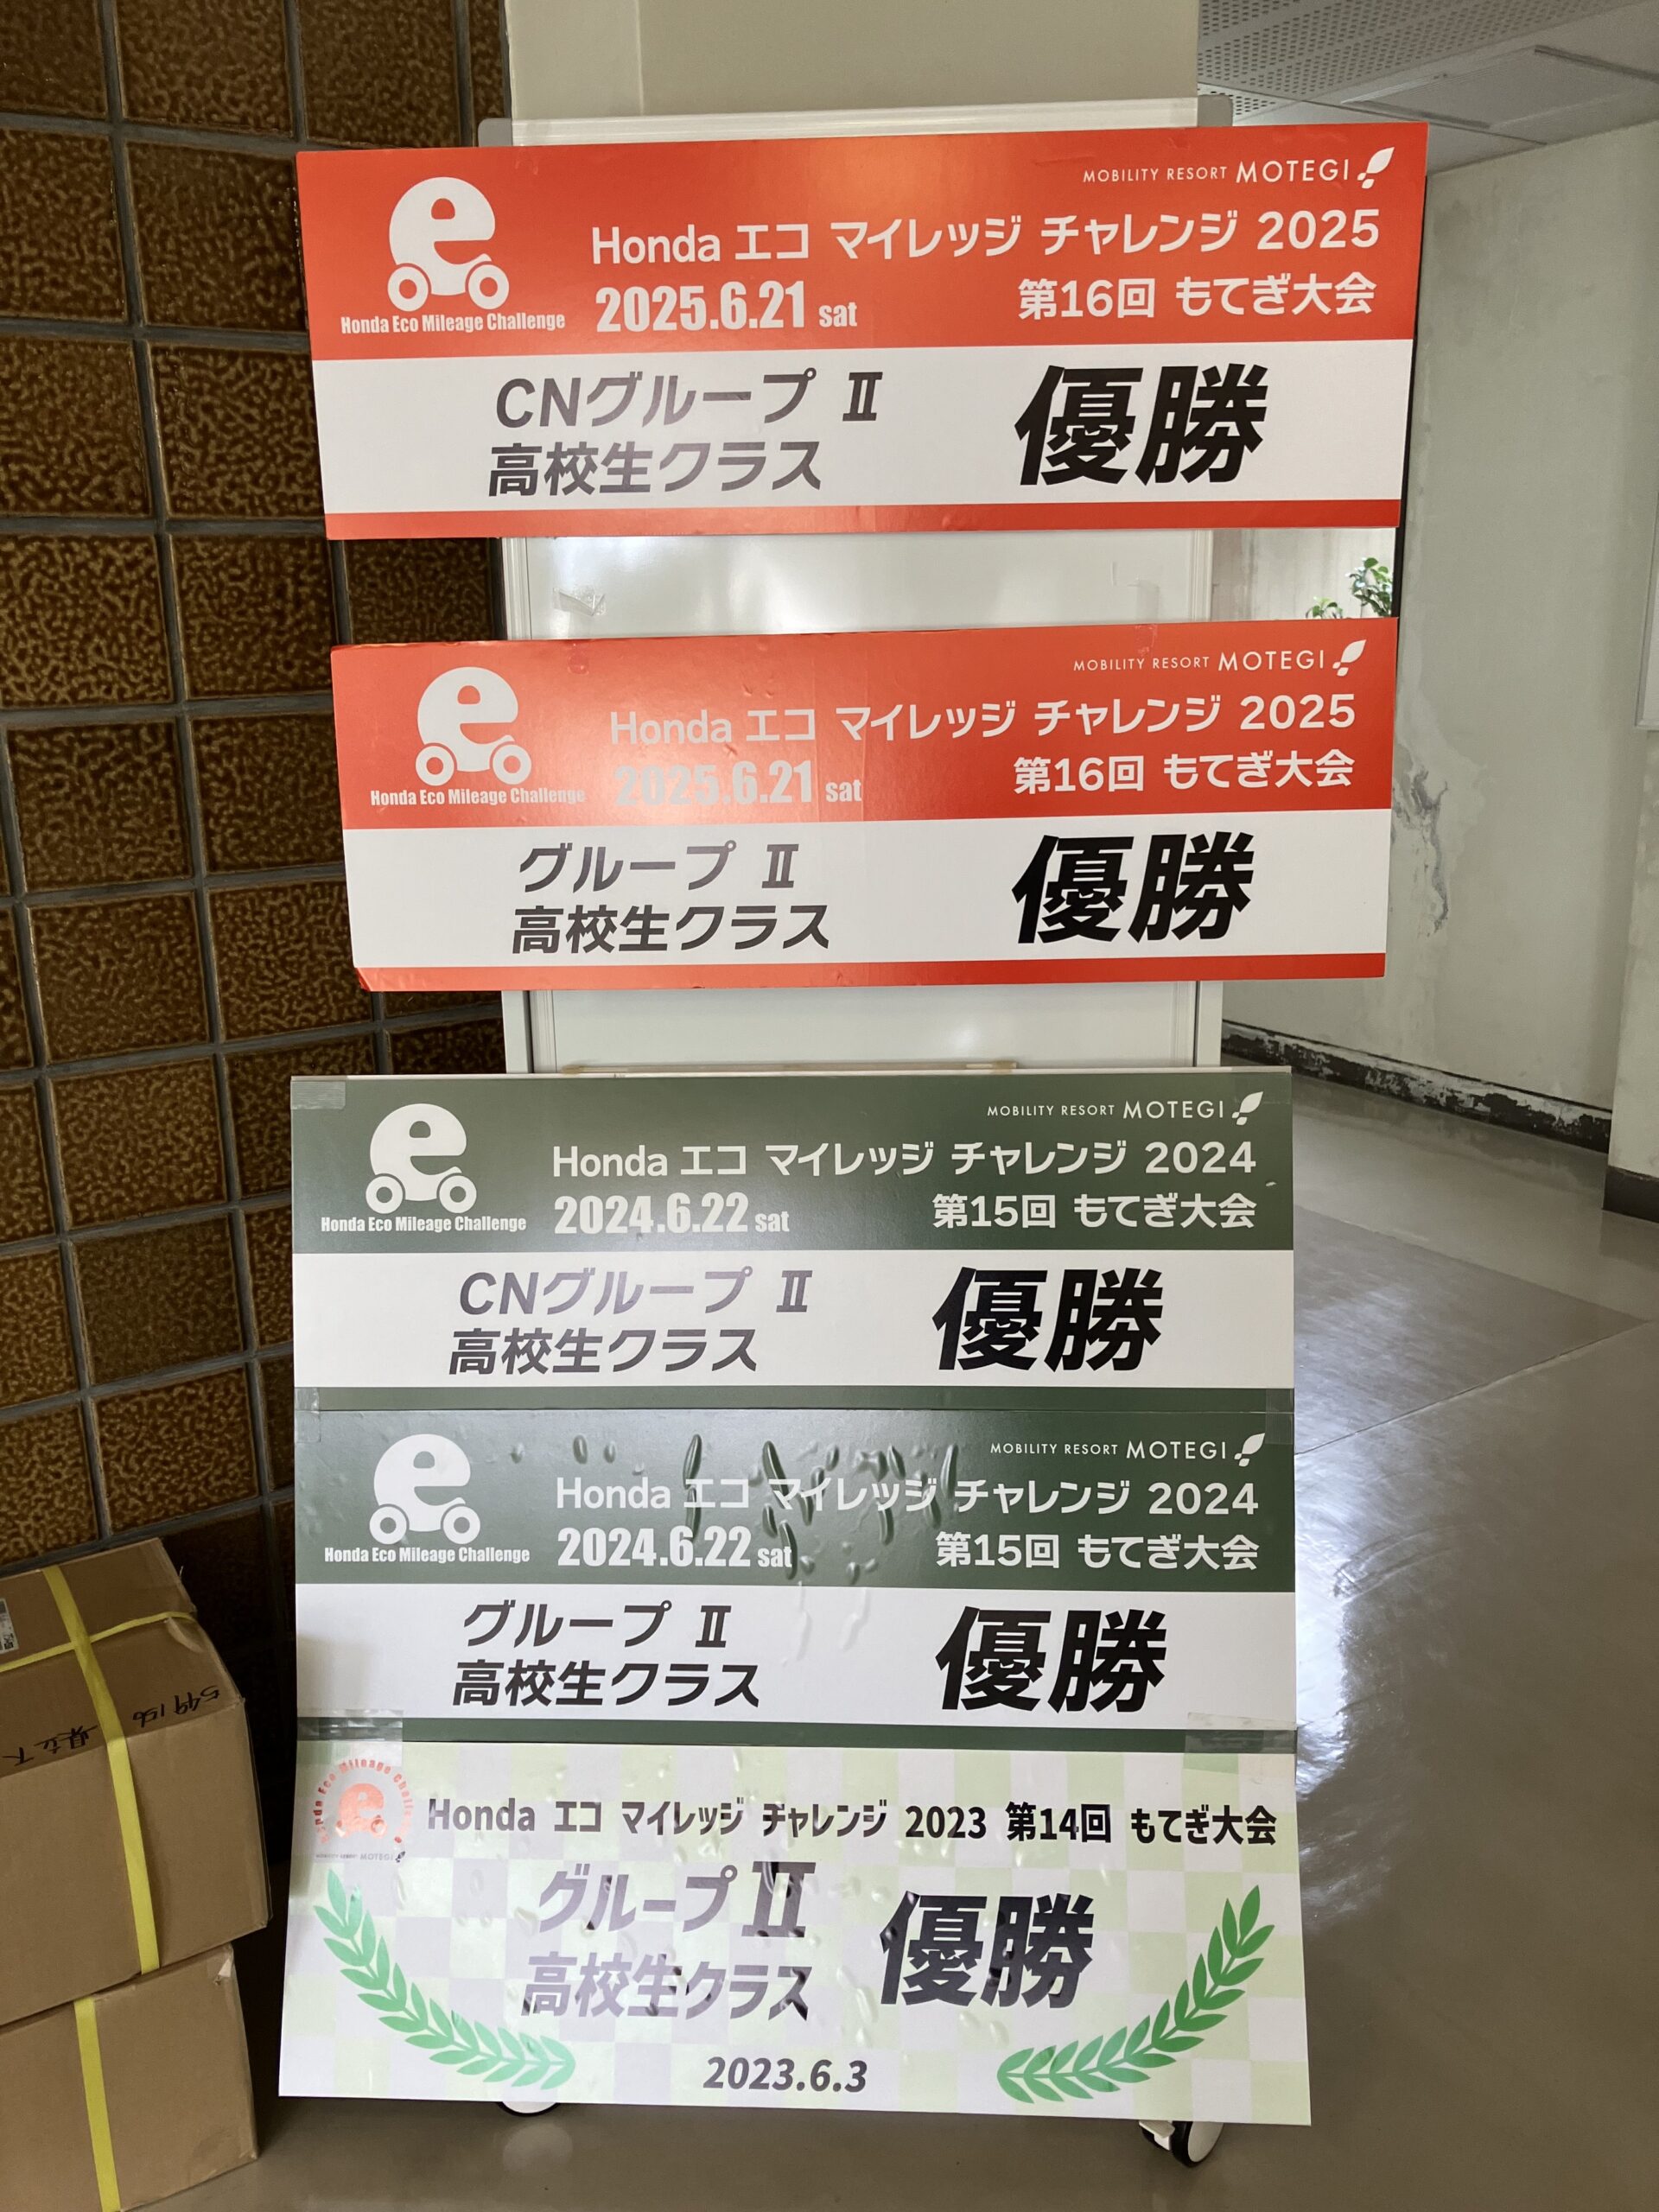 MOBILITY RESORT MOTEGI
Honda エコ マイレッジ チャレンジ 2025
2025.6.21 sat 第16回 もてぎ大会
Honda Eco Mileage Challenge
CNグループ Ⅱ
高校生クラス
優勝
MOBILITY RESORT MOTEGI
Honda エコ マイレッジ チャレンジ 2025
2025.6.21 sat 第16回 もてぎ大会
Honda Eco Mileage Challenge
グループ Ⅱ
高校生クラス
優勝
MOBILITY RESORT MOTEGI
Honda エコ マイレッジ チャレンジ 2024
2024.6.22 sat 第15回 もてぎ大会
Honda Eco Mileage Challenge
CNグループ Ⅱ
高校生クラス
優勝
MOBILITY RESORT MOTEGI
Honda エコ マイレッジ チャレンジ 2024
2024.6.22 sat 第15回 もてぎ大会
Honda Eco Mileage Challenge
グループ Ⅱ
高校生クラス
優勝
Honda Eco Mileage Challenge
MOBILITY RESORT MOTEGI
Honda エコ マイレッジ チャレンジ 2023 第14回 もてぎ大会
グループⅡ
高校生クラス
優勝
2023.6.3